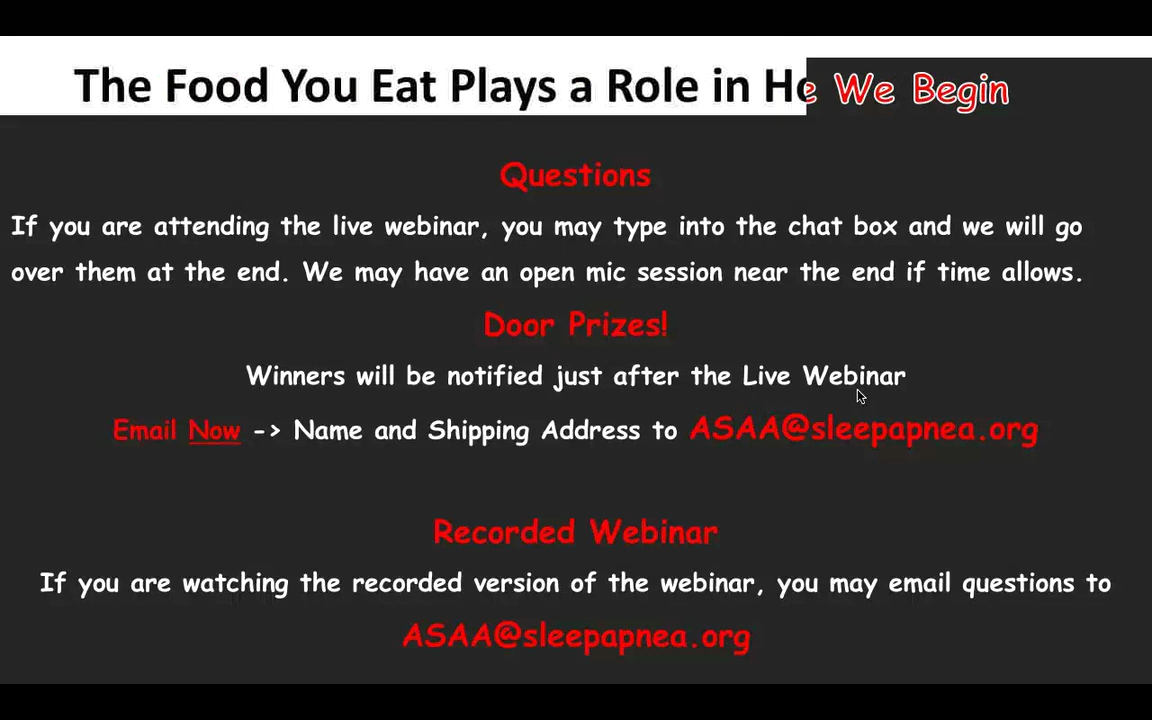 The Food You Eat Plays a Role in We Begin
Questions
If you are attending the live webinar, you may type into the chat box and we will go
over them at the end. We may have an open mic session near the end if time allows.
Door Prizes!
Winners will be notified just after the Live Webinar
Email Now -> Name and Shipping Address to ASAA@sleepapnea.org
Recorded Webinar
If you are watching the recorded version of the webinar, you may email questions to
ASAA@sleepapnea.org